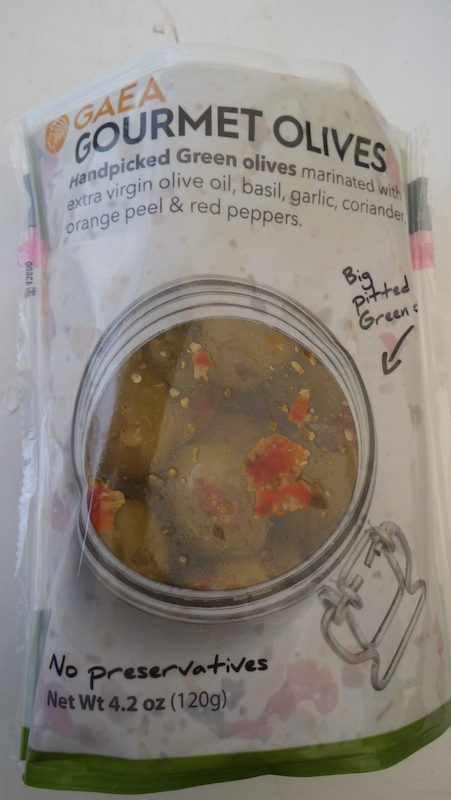 GAEA
GOURMET OLIVES
Handpicked Green olives marinated with
extra virgin olive oil, basil, garlic, coriander
orange peel & red peppers.
Big
pitted
Green
No preservatives
Net Wt 4.2 oz (120g)